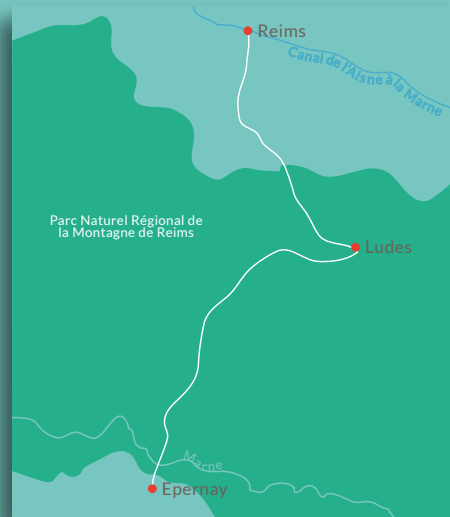 Reims
Canal de l'Aisne à la Marne
Parc Naturel Régional de
la Montagne de Reims
Ludes
Marne
Epernay